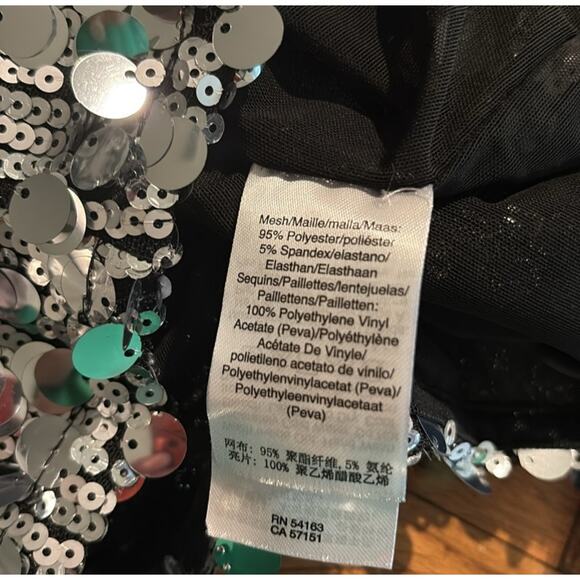 Mesh/Maille/malla/Maas:
95% Polyester/poliéster
5% Spandex/elastano/
Elasthan/Elasthaan
Sequins/Paillettes/lentejuelas/
Paillettens/Pailletten:
100% Polyethylene Vinyl
Acetate (Peva)/Polyéthylène
Acétate De Vinyle/
polietileno acetato de vinilo/
Polyethylenvinylacetat (Peva)/
Polyethyleenvinylacetaat
(Peva)
网布: 95% 聚酯纤维,5% 氨纶
亮片: 100% 聚乙烯醋酸乙烯
RN 54163
CA 57151